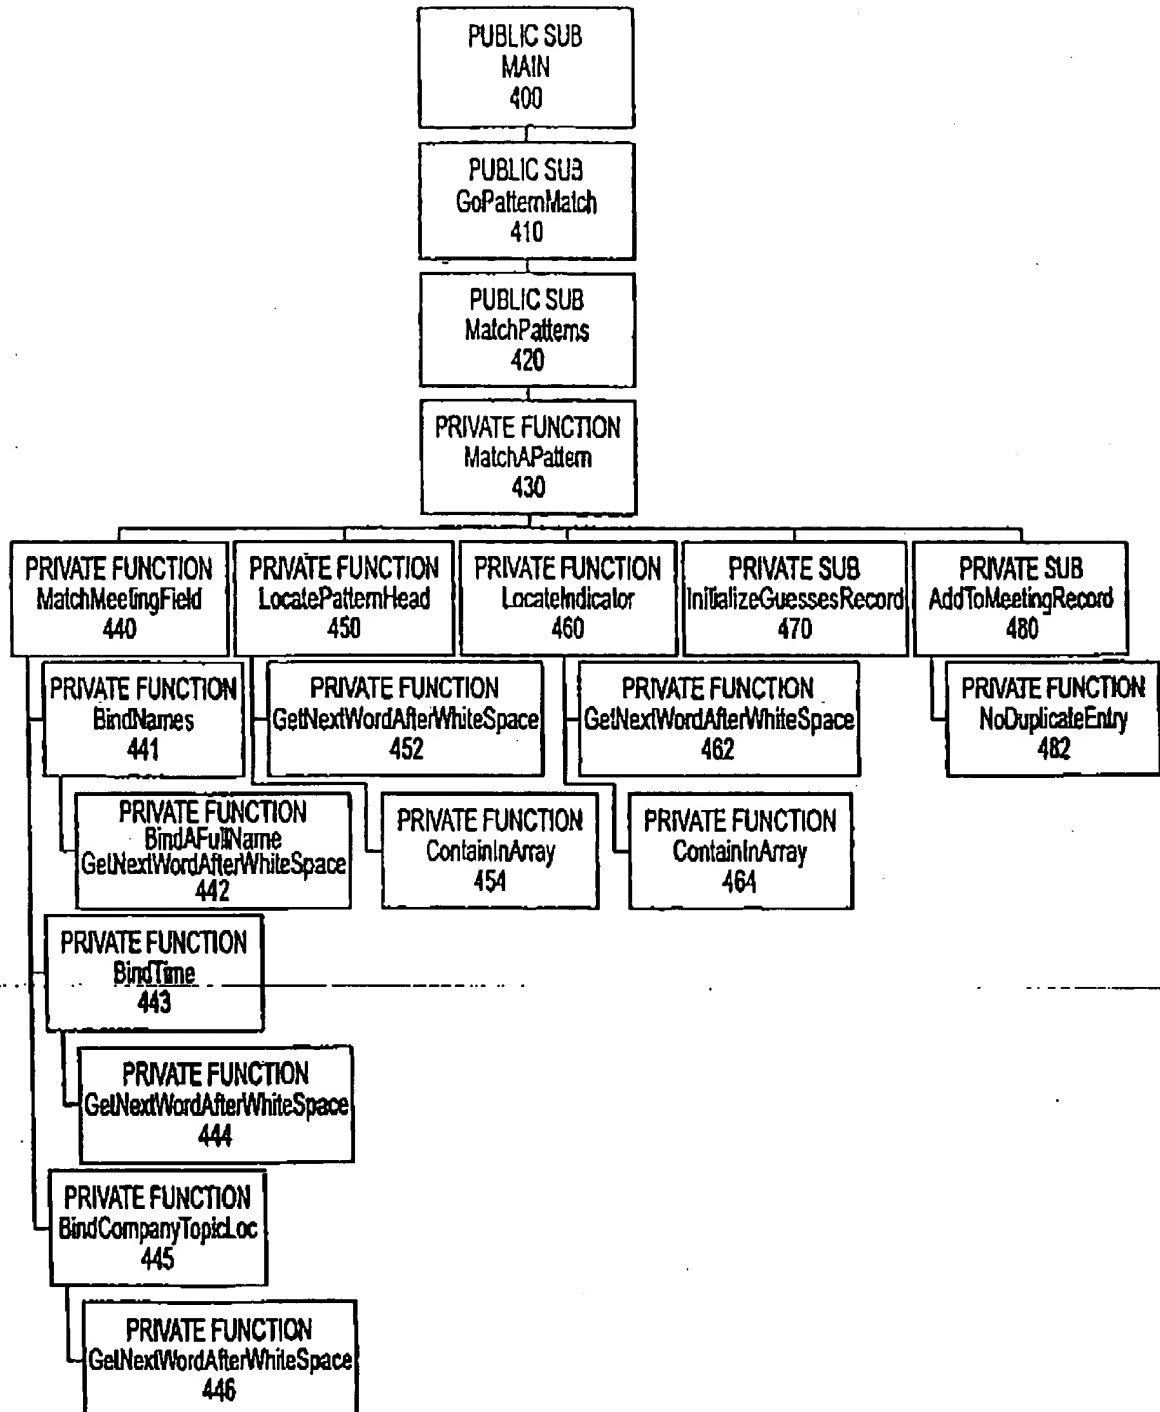 PUBLIC SUB
MAIN
400
PUBLIC SUB
GoPatternMatch
410
PUBLIC SUB
MatchPatterns
420
PRIVATE FUNCTION
MatchAPattern
430
PRIVATE FUNCTION
MatchMeetingField
440
PRIVATE FUNCTION
LocatePatternHead
450
PRIVATE FUNCTION
LocateIndicator
460
PRIVATE SUB
InitializeGuessesRecord
470
PRIVATE SUB
AddToMeetingRecord
480
PRIVATE FUNCTION
BindNames
441
PRIVATE FUNCTION
GetNextWordAfterWhiteSpace
452
PRIVATE FUNCTION
GetNextWordAfterWhiteSpace
462
PRIVATE FUNCTION
NoDuplicateEntry
482
PRIVATE FUNCTION
BindAFullName
GetNextWordAfterWhiteSpace
442
PRIVATE FUNCTION
ContainInArray
454
PRIVATE FUNCTION
ContainInArray
464
PRIVATE FUNCTION
BindTime
443
PRIVATE FUNCTION
GetNextWordAfterWhiteSpace
444
PRIVATE FUNCTION
BindCompanyTopicLoc
445
PRIVATE FUNCTION
GetNextWordAfterWhiteSpace
446